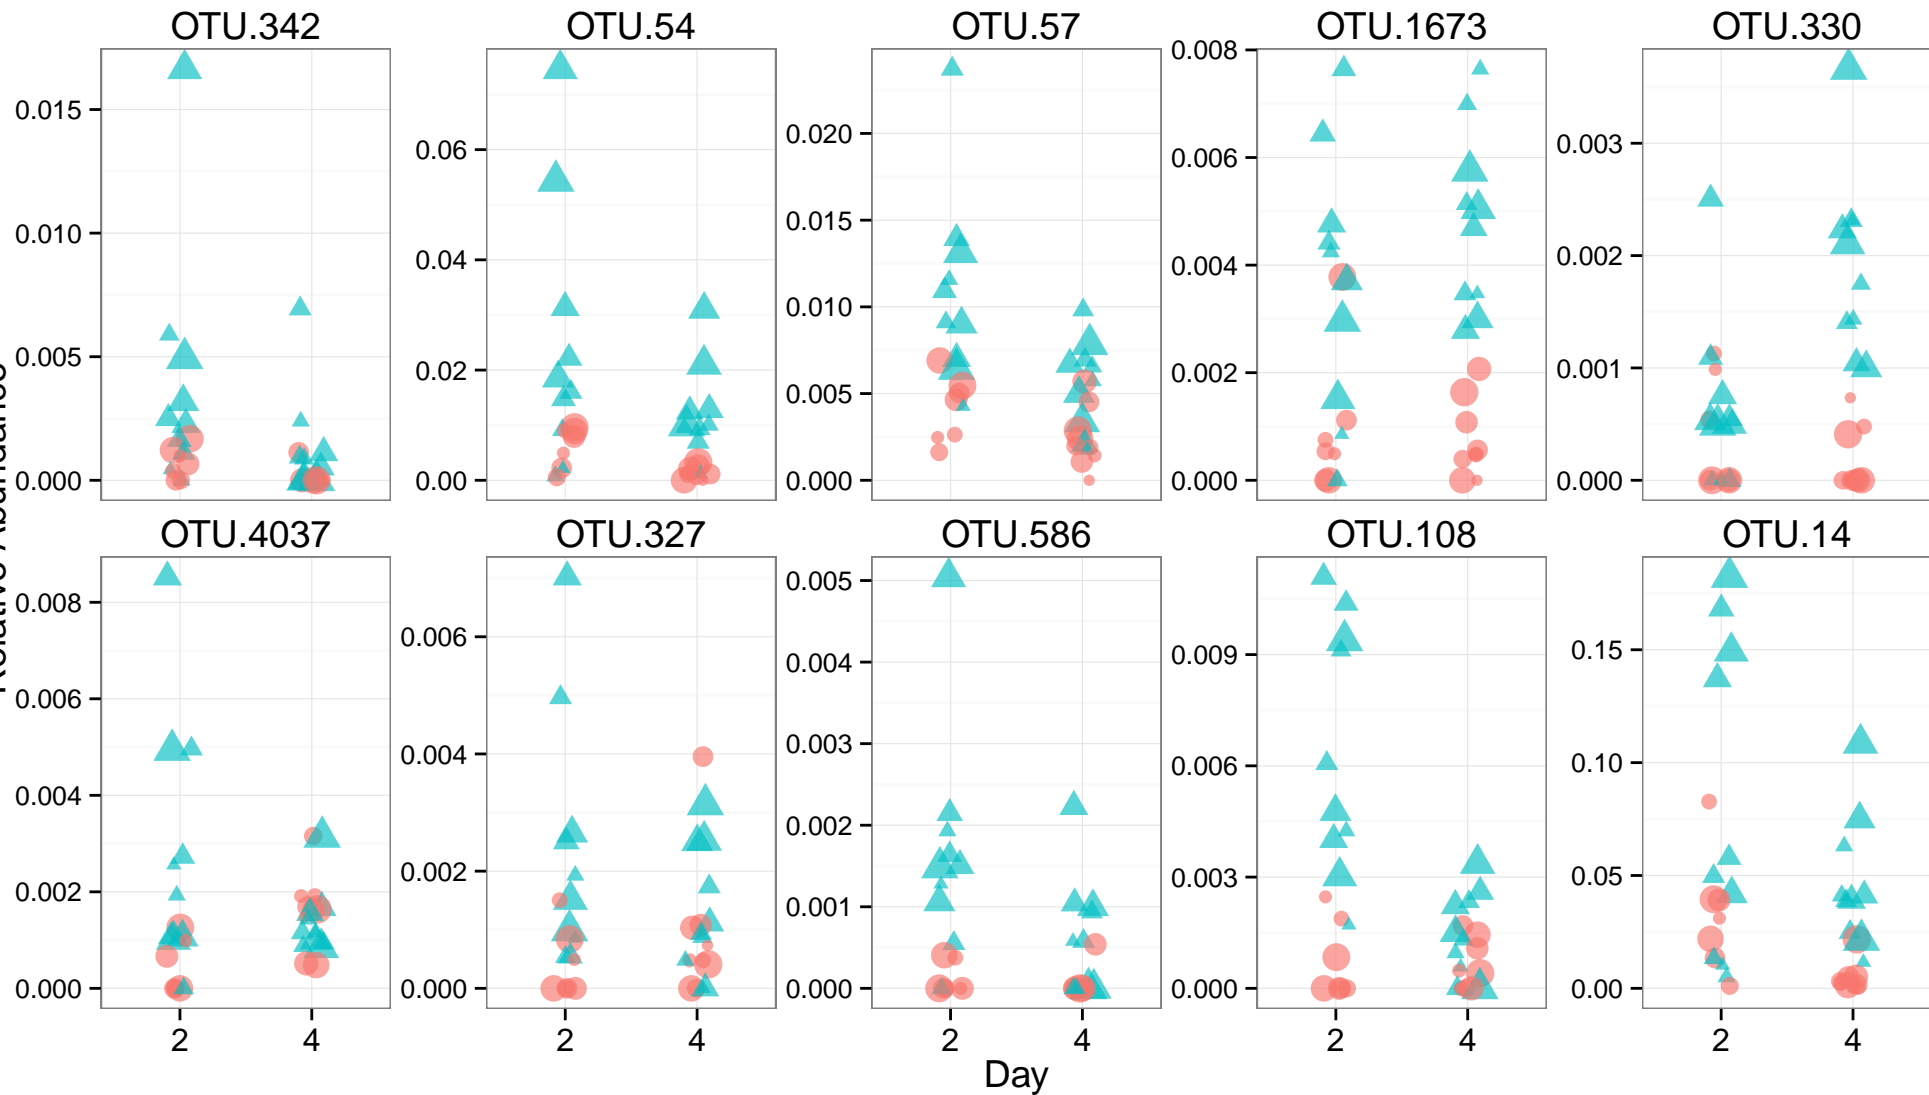 OTU.342 OTU.54 OTU.57 OTU.1673 OTU.330
0.015 0.010 0.005 0.000
0.06 0.04 0.02 0.00
0.020 0.015 0.010 0.005 0.000
0.008 0.006 0.004 0.002 0.000
0.003 0.002 0.001 0.000
OTU.4037 OTU.327 OTU.586 OTU.108 OTU.14
0.008 0.006 0.004 0.002 0.000
0.006 0.004 0.002 0.000
0.005 0.004 0.003 0.002 0.001 0.000
0.009 0.006 0.003 0.000
0.15 0.10 0.05 0.00
2 4 2 4 2 4 2 4 2 4
Day